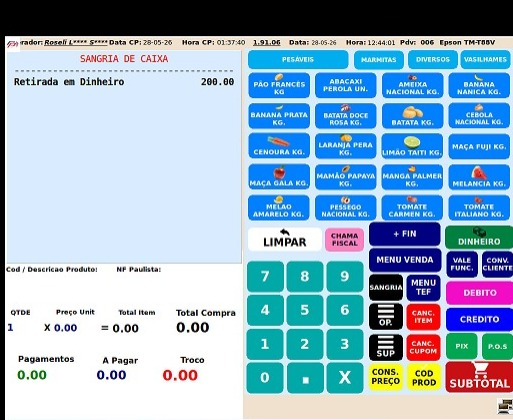 rador: Roseli L**** S**** Data CP: 28-05-26 Hora CP: 01:37:40 1.91.06 Data: 28-05-26 Hora: 12:44:01 Pdv: 006 Epson TM-T88V
SANGRIA DE CAIXA
Retirada em Dinheiro 200.00
PESÁVEIS
MARMITAS
DIVERSOS
VASILHAMES
PÃO FRANCÊS KG
ABACAXI PEROLA UN.
AMEIXA NACIONAL KG.
BANANA NANICA KG.
BANANA PRATA KG.
BATATA DOCE ROSA KG.
BATATA KG.
CEBOLA NACIONAL KG.
CENOURA KG.
LARANJA PERA KG.
LIMÃO TAITI KG.
MAÇA FUJI KG.
MAÇA GALA KG.
MAMÃO PAPAYA KG.
MANGA PALMER KG.
MELANCIA KG.
MELAO AMARELO KG.
PESSEGO NACIONAL KG.
TOMATE CARMEN KG.
TOMATE ITALIANO KG.
LIMPAR
CHAMA FISCAL
+ FIN
DINHEIRO
MENU VENDA
VALE FUNC.
CONV. CLIENTE
Cod / Descricao Produto: NF Paulista:
7 8 9
SANGRIA
MENU TEF
DEBITO
QTDE Preço Unit Total Item Total Compra
1 X 0.00 = 0.00 0.00
4 5 6
OP.
CANC. ITEM
CREDITO
1 2 3
SUP
CANC. CUPOM
PIX
P.O.S
Pagamentos A Pagar Troco
0.00 0.00 0.00
0 . X
CONS. PREÇO
COD PROD
SUBTOTAL